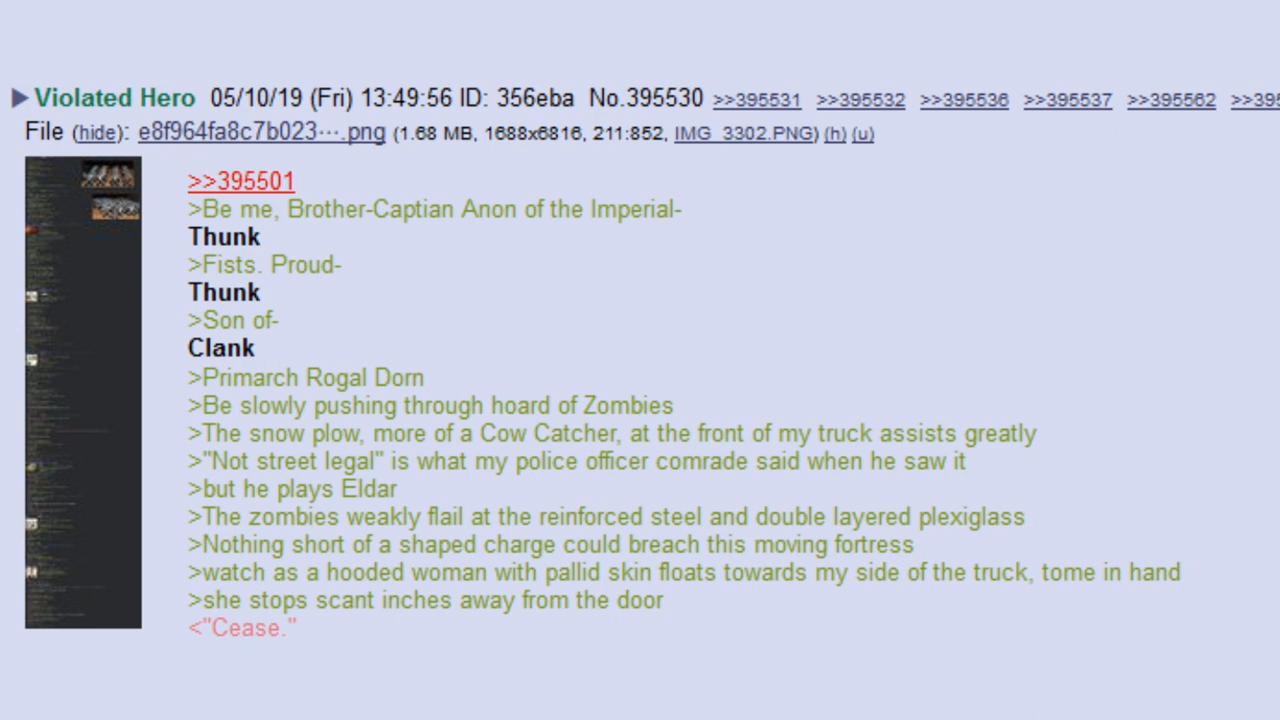 ▶ Violated Hero 05/10/19 (Fri) 13:49:56 ID: 356eba No.395530 >>395531 >>395532 >>395536 >>395537 >>395562 >>395
File (hide): e8f964fa8c7b023⋯.png (1.68 MB, 1688x6816, 211:852, IMG_3302.PNG) (h) (u)
>>395501
>Be me, Brother-Captian Anon of the Imperial-
Thunk
>Fists. Proud-
Thunk
>Son of-
Clank
>Primarch Rogal Dorn
>Be slowly pushing through hoard of Zombies
>The snow plow, more of a Cow Catcher, at the front of my truck assists greatly
>"Not street legal" is what my police officer comrade said when he saw it
>but he plays Eldar
>The zombies weakly flail at the reinforced steel and double layered plexiglass
>Nothing short of a shaped charge could breach this moving fortress
>watch as a hooded woman with pallid skin floats towards my side of the truck, tome in hand
>she stops scant inches away from the door
<"Cease."